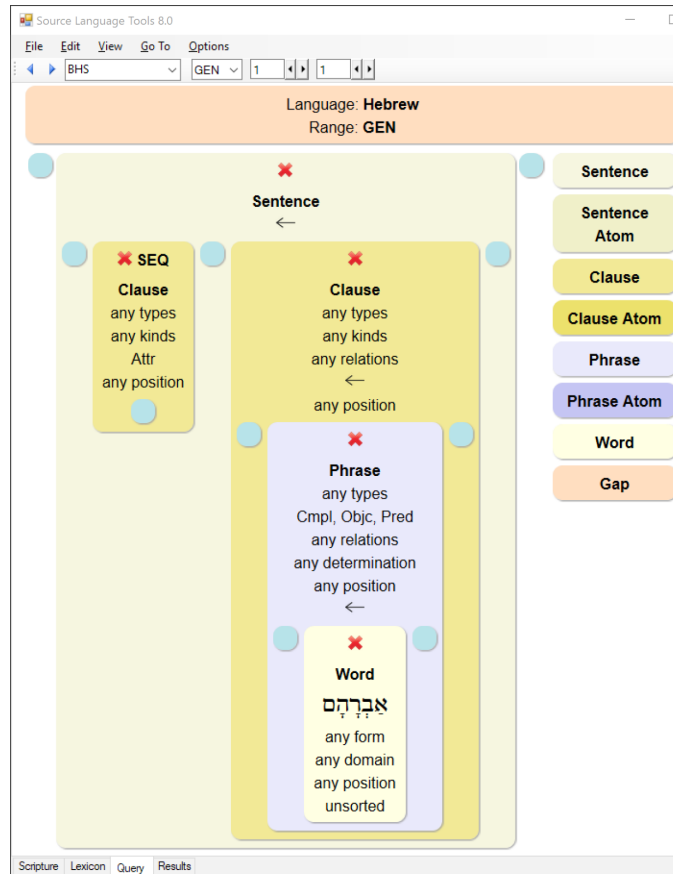 Source Language Tools 8.0
File Edit View Go To Options
BHS GEN 1 1
Language: Hebrew
Range: GEN
Sentence
←
SEQ
Clause
any types
any kinds
Attr
any position
Clause
any types
any kinds
any relations
←
any position
Phrase
any types
Cmpl, Objc, Pred
any relations
any determination
any position
←
Word
אַבְרָהָם
any form
any domain
any position
unsorted
Sentence
Sentence
Atom
Clause
Clause Atom
Phrase
Phrase Atom
Word
Gap
Scripture Lexicon Query Results